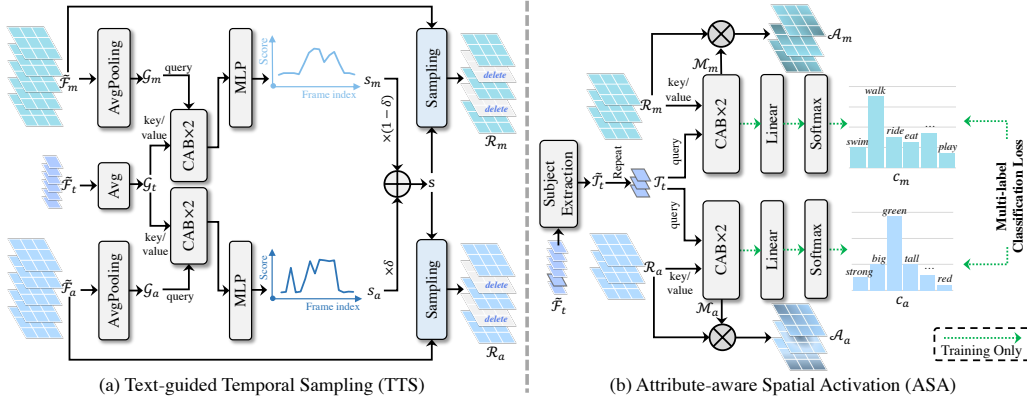 F̃m
AvgPooling
Gm
query
key/
value
CAB×2
MLP
Score
Frame index
sm
×(1−δ)
Sampling
delete
delete
Rm
F̃t
Avg
Gt
s
key/
value
CAB×2
MLP
Score
Frame index
sa
×δ
Sampling
delete
delete
Ra
F̃a
AvgPooling
Ga
query
(a) Text-guided Temporal Sampling (TTS)
Am
Mm
Rm
key/
value
CAB×2
Linear
Softmax
swim
walk
ride
eat
...
play
cm
query
Subject
Extraction
T̃t
Repeat
Tt
F̃t
query
Ra
key/
value
CAB×2
Linear
Softmax
strong
big
green
tall
...
red
ca
Multi-label
Classification Loss
Ma
Aa
Training Only
(b) Attribute-aware Spatial Activation (ASA)